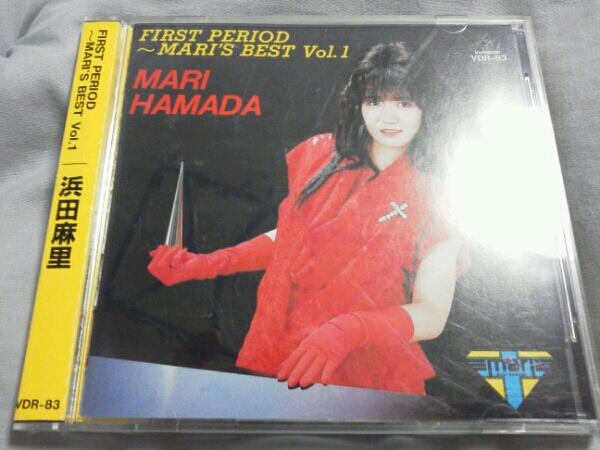 FIRST PERIOD
～MARI'S BEST Vol.1
浜田麻里
VDR-83
FIRST PERIOD
～MARI'S BEST Vol.1
MARI
HAMADA
invitation
VDR-83
mari